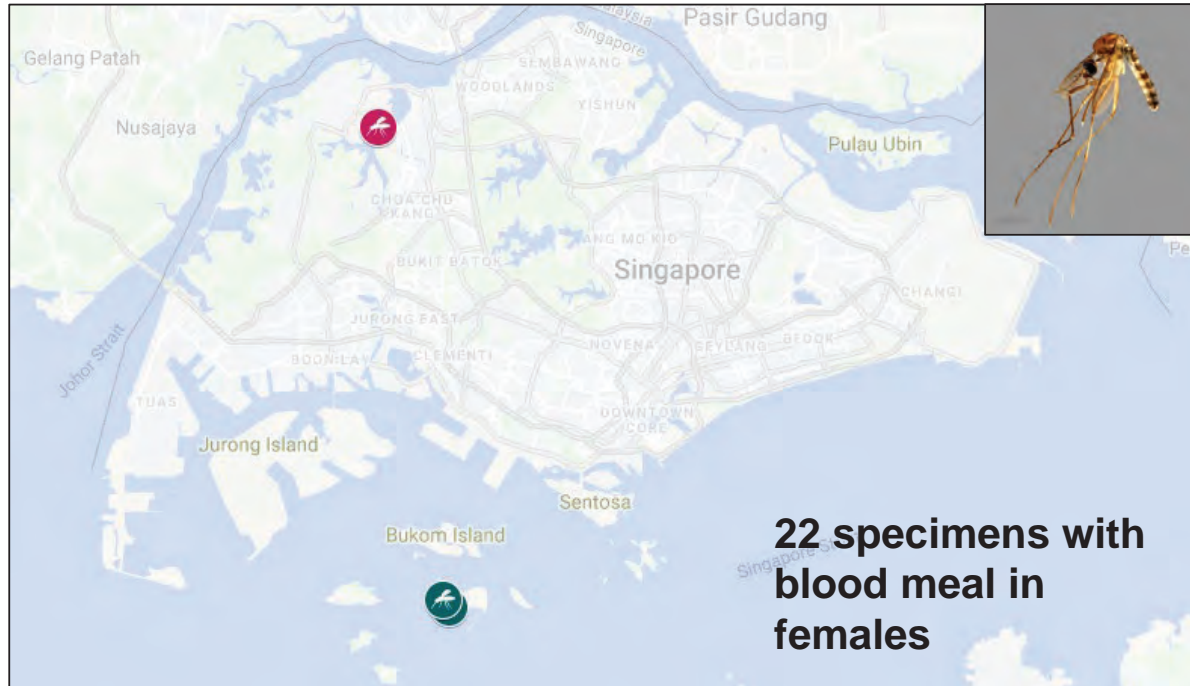 Pasir Gudang
Malaysia
Singapore
Gelang Patah
SEMBAWANG
WOODLANDS
YISHUN
Nusajaya
Pulau Ubin
CHOA CHU
KANG
ANG MO KIO
BUKIT BATOK
Singapore
CHANGI
JURONG EAST
Johor Strait
NOVENA
GEYLANG
BEDOK
BOON LAY
CLEMENTI
TUAS
DOWNTOWN
CORE
Jurong Island
Sentosa
Bukom Island
22 specimens with
blood meal in
females